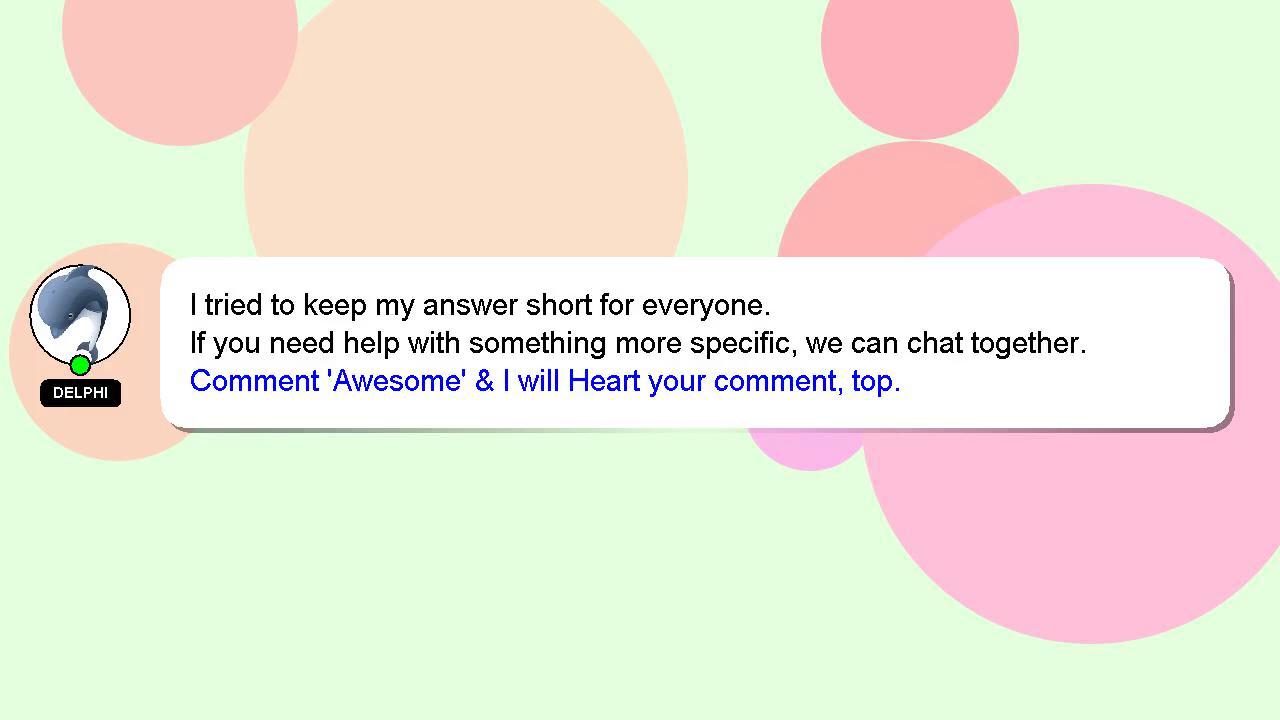 I tried to keep my answer short for everyone.
If you need help with something more specific, we can chat together.
Comment 'Awesome' & I will Heart your comment, top.
DELPHI